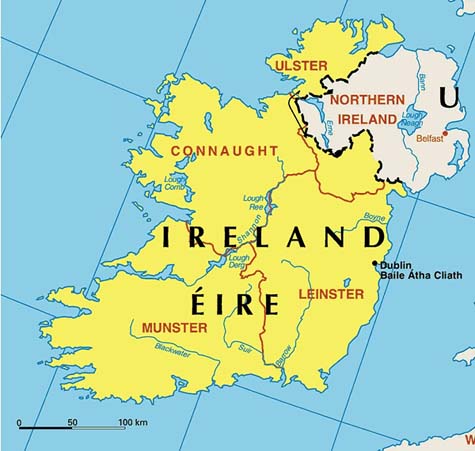 ULSTER
NORTHERN
IRELAND
Bann
U
Lough
Neagh
Belfast
Erne
CONNAUGHT
Lough
Comb
Lough
Ree
Shannon
Boyne
IRELAND
Lough
Derg
Dublin
Baile Átha Cliath
ÉIRE
LEINSTER
MUNSTER
Blackwater
Suir
Barrow
0 50 100 km
W